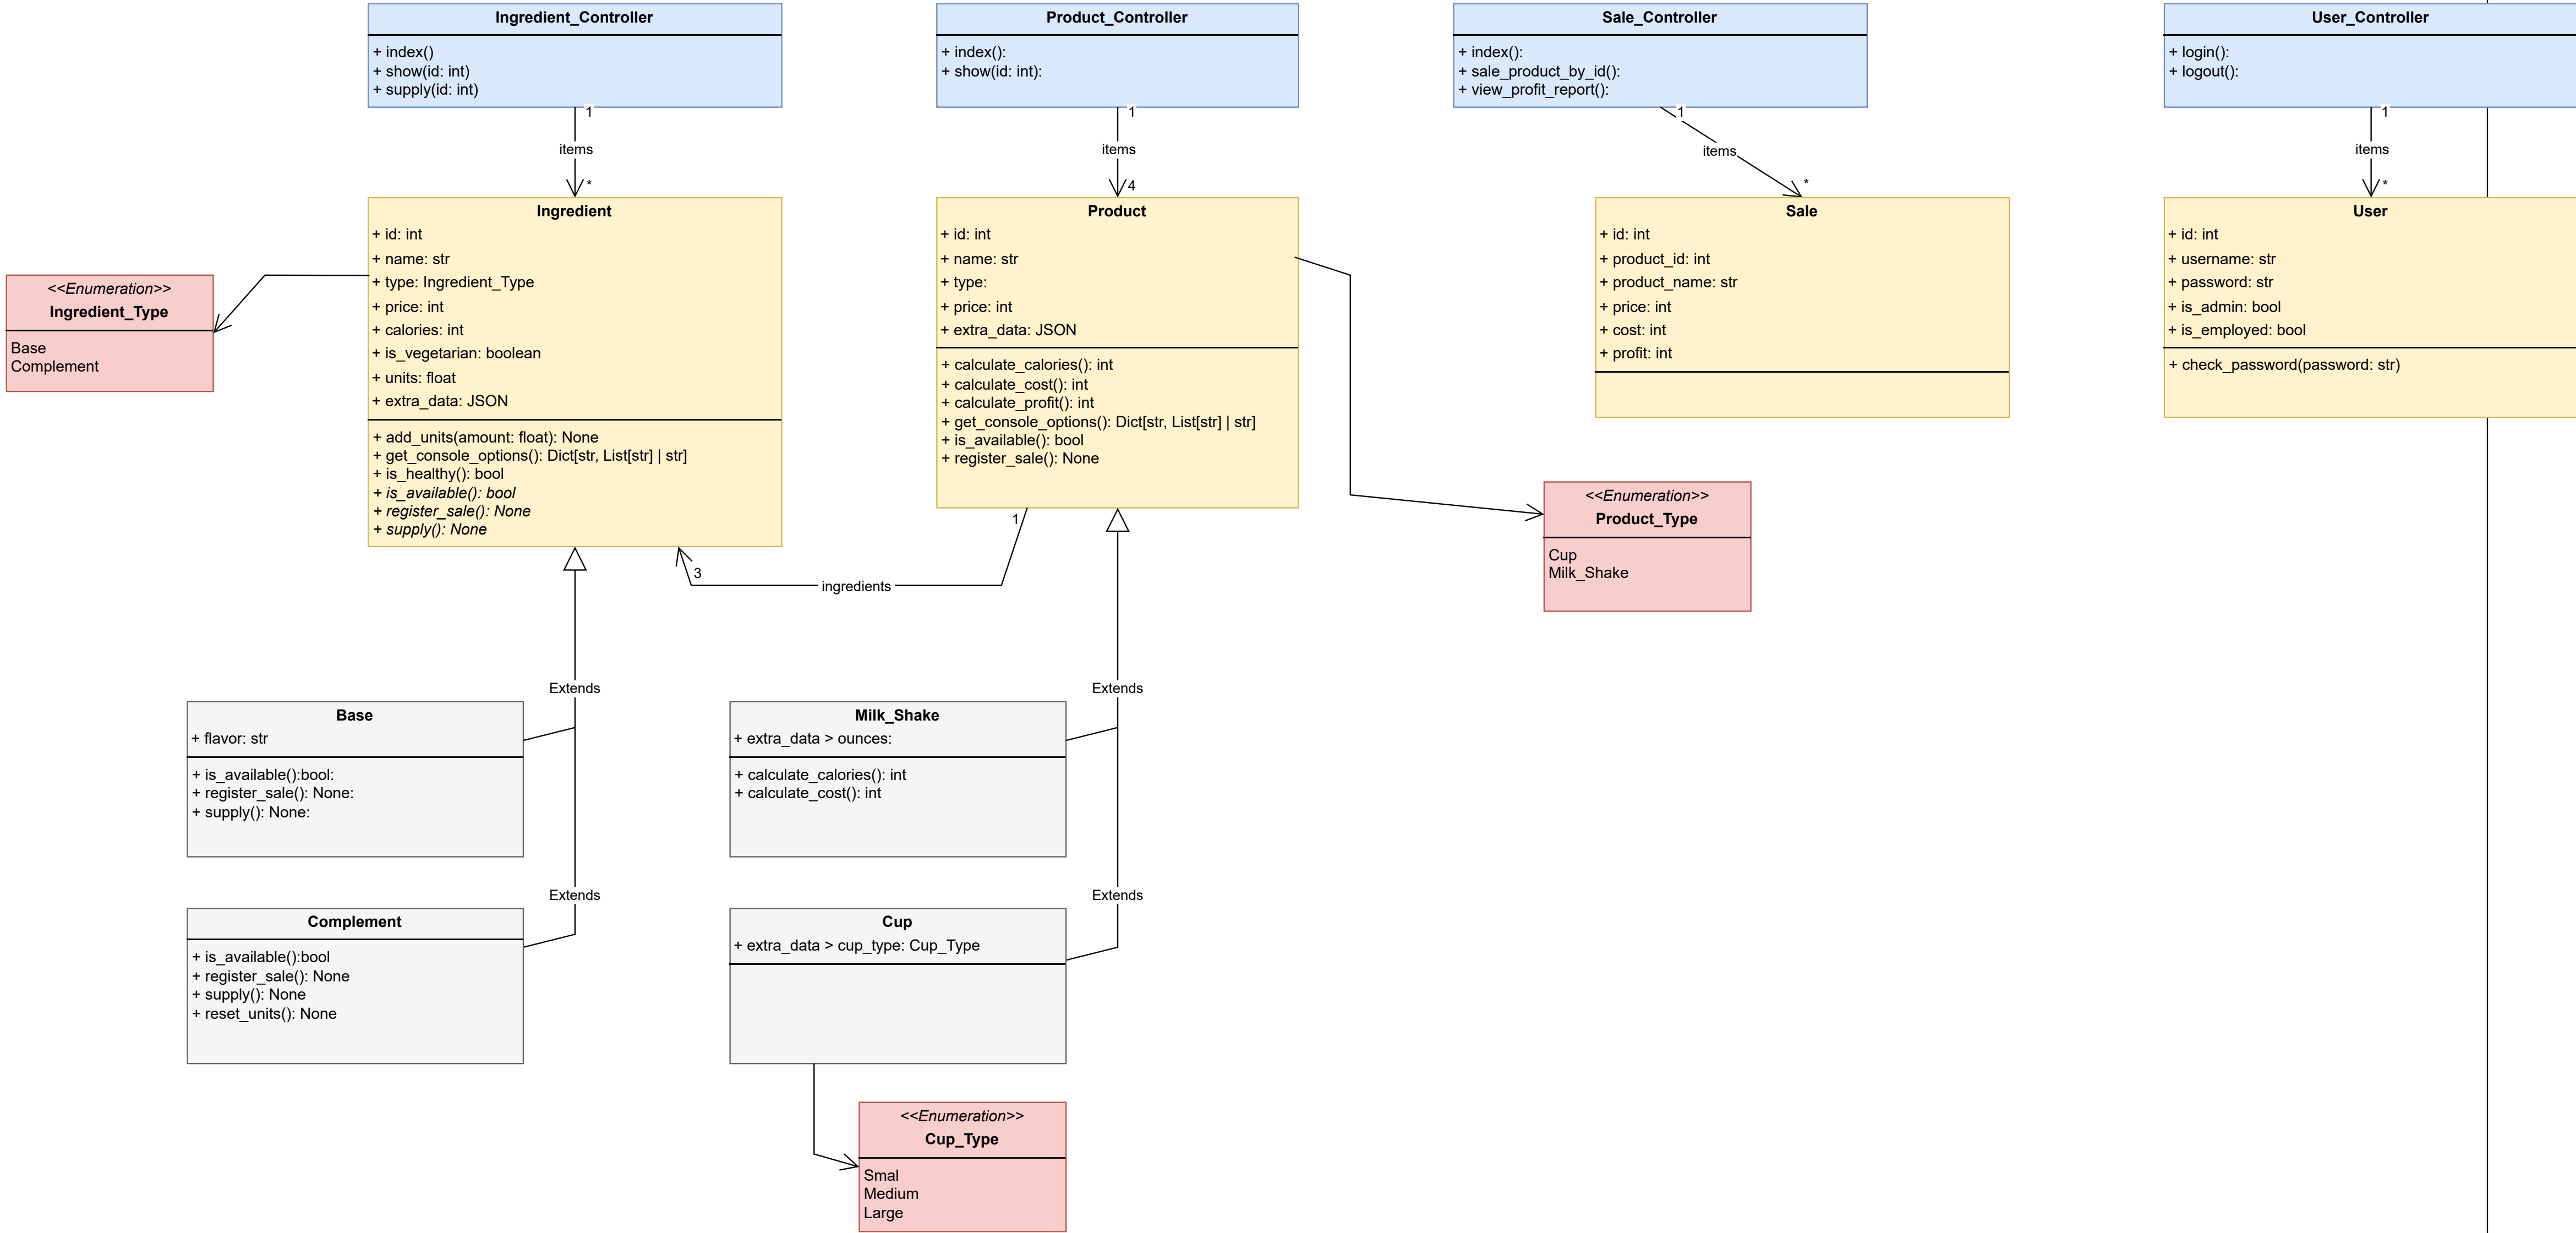 Ingredient_Controller
+ index()
+ show(id: int)
+ supply(id: int)
1
items
*
Product_Controller
+ index():
+ show(id: int):
1
items
4
Sale_Controller
+ index():
+ sale_product_by_id():
+ view_profit_report():
1
items
*
User_Controller
+ login():
+ logout():
1
items
*
Ingredient
+ id: int
+ name: str
+ type: Ingredient_Type
+ price: int
+ calories: int
+ is_vegetarian: boolean
+ units: float
+ extra_data: JSON
+ add_units(amount: float): None
+ get_console_options(): Dict[str, List[str] | str]
+ is_healthy(): bool
+ is_available(): bool
+ register_sale(): None
+ supply(): None
<<Enumeration>>
Ingredient_Type
Base
Complement
Product
+ id: int
+ name: str
+ type:
+ price: int
+ extra_data: JSON
+ calculate_calories(): int
+ calculate_cost(): int
+ calculate_profit(): int
+ get_console_options(): Dict[str, List[str] | str]
+ is_available(): bool
+ register_sale(): None
1
ingredients
3
Sale
+ id: int
+ product_id: int
+ product_name: str
+ price: int
+ cost: int
+ profit: int
User
+ id: int
+ username: str
+ password: str
+ is_admin: bool
+ is_employed: bool
+ check_password(password: str)
<<Enumeration>>
Product_Type
Cup
Milk_Shake
Extends
Base
+ flavor: str
+ is_available():bool:
+ register_sale(): None:
+ supply(): None:
Extends
Milk_Shake
+ extra_data > ounces:
+ calculate_calories(): int
+ calculate_cost(): int
Extends
Complement
+ is_available():bool
+ register_sale(): None
+ supply(): None
+ reset_units(): None
Extends
Cup
+ extra_data > cup_type: Cup_Type
<<Enumeration>>
Cup_Type
Smal
Medium
Large